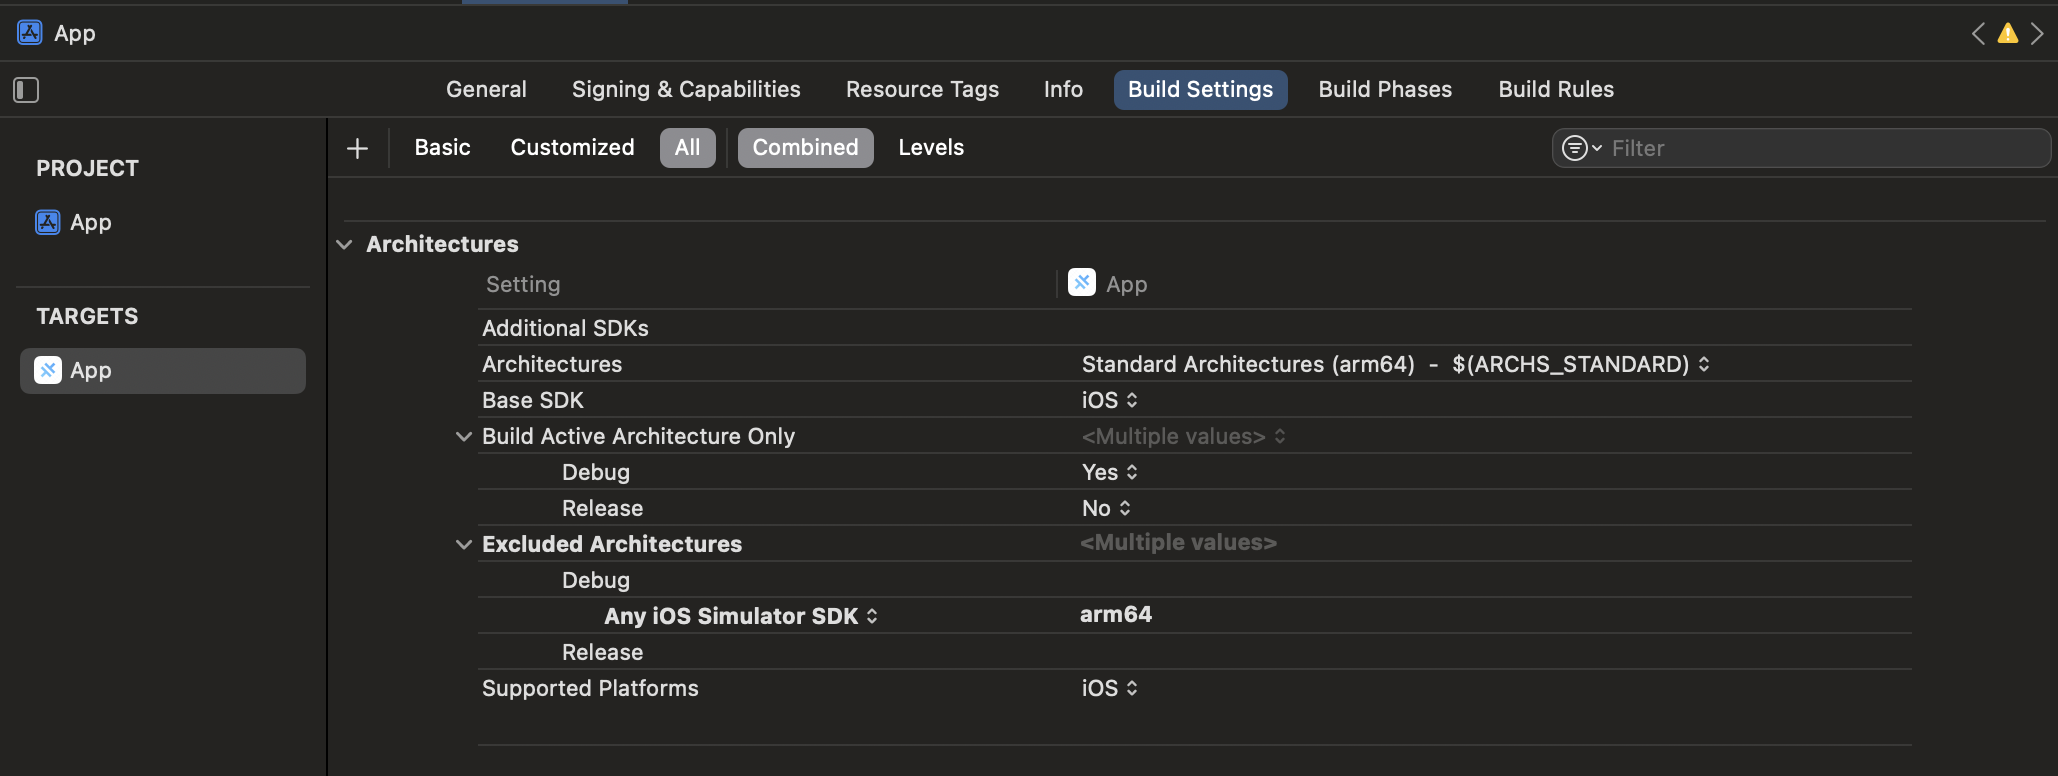 App
General Signing & Capabilities Resource Tags Info Build Settings Build Phases Build Rules
PROJECT
App
TARGETS
App
Basic Customized All Combined Levels Filter
Architectures
Setting App
Additional SDKs
Architectures Standard Architectures (arm64) - $(ARCHS_STANDARD)
Base SDK iOS
Build Active Architecture Only <Multiple values>
Debug Yes
Release No
Excluded Architectures <Multiple values>
Debug
Any iOS Simulator SDK arm64
Release
Supported Platforms iOS